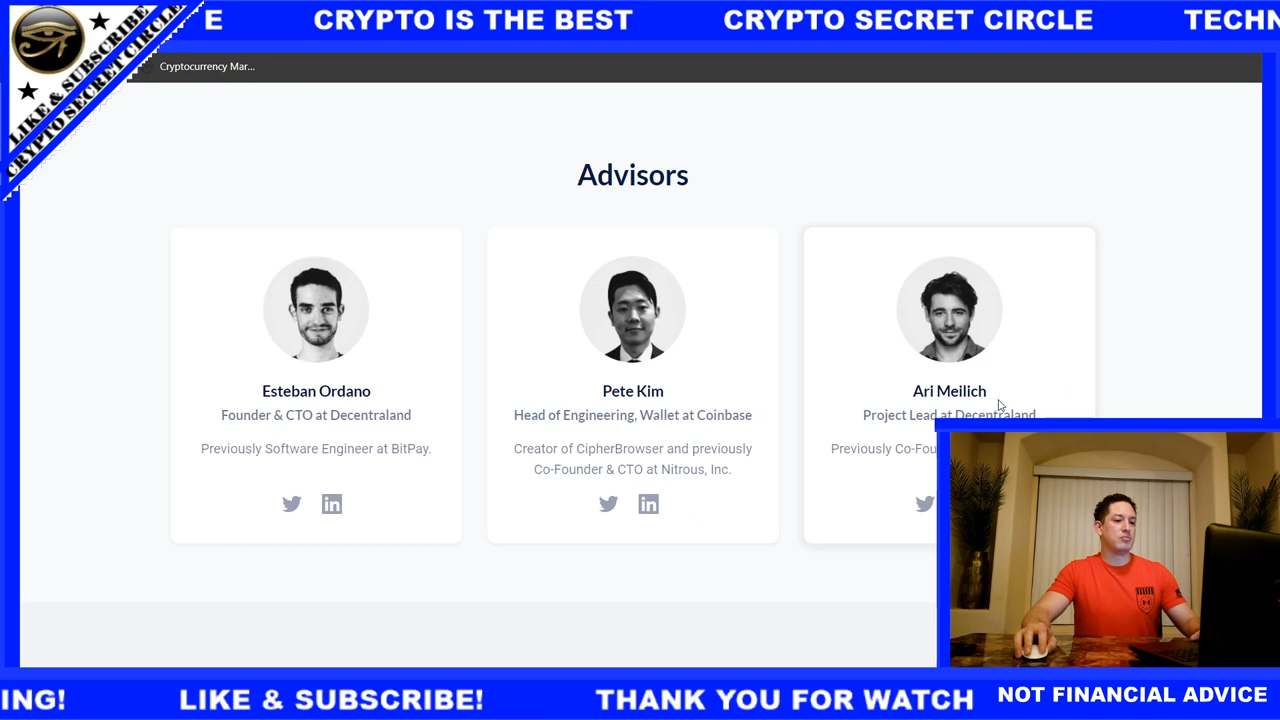 E CRYPTO IS THE BEST CRYPTO SECRET CIRCLE TECHN
LIKE & SUBSCRIBE
CRYPTO SECRET CIRCLE
Cryptocurrency Mar...
Advisors
Esteban Ordano
Founder & CTO at Decentraland
Previously Software Engineer at BitPay.
Pete Kim
Head of Engineering, Wallet at Coinbase
Creator of CipherBrowser and previously
Co-Founder & CTO at Nitrous, Inc.
Ari Meilich
Project Lead at Decentraland
Previously Co-Fou
ING! LIKE & SUBSCRIBE! THANK YOU FOR WATCH
NOT FINANCIAL ADVICE